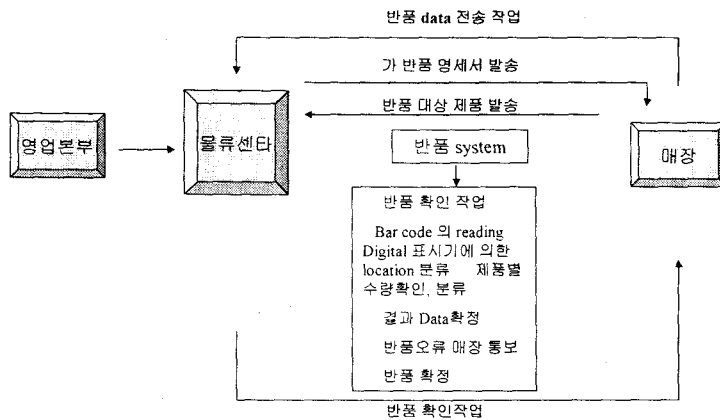 반품 data 전송 작업
가 반품 명세서 발송
반품 대상 제품 발송
영업본부
물류센타
반품 system
매장
반품 확인 작업
Bar code 의 reading
Digital 표시기에 의한
location 분류 제품별
수량확인, 분류
결과 Data확정
반품오류 매장 통보
반품 확정
반품 확인작업